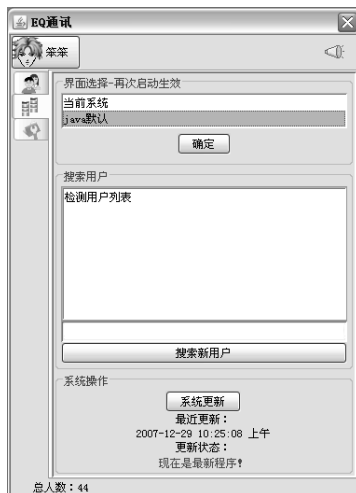 EQ通讯
笨笨
界面选择-再次启动生效
当前系统
java默认
确定
搜索用户
检测用户列表
搜索新用户
系统操作
系统更新
最近更新：
2007-12-29 10:25:08 上午
更新状态：
现在是最新程序！
总人数：44